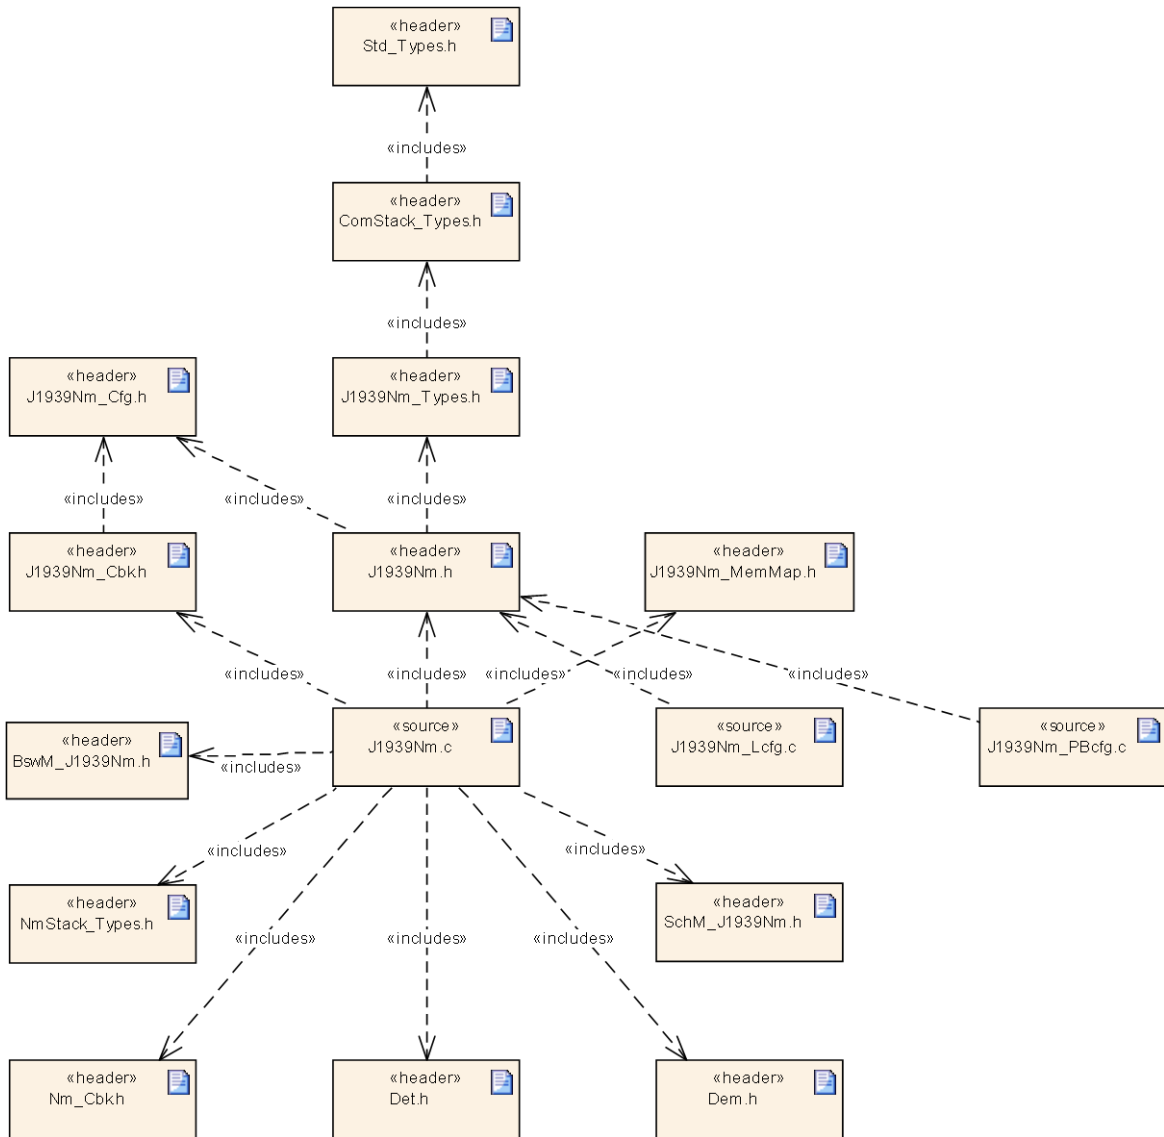 «header»
Std_Types.h
«includes»
«header»
ComStack_Types.h
«includes»
«header»
J1939Nm_Cfg.h
«header»
J1939Nm_Types.h
«includes»
«includes»
«includes»
«header»
J1939Nm_Cbk.h
«header»
J1939Nm.h
«header»
J1939Nm_MemMap.h
«includes»
«includes»
«includes»
«includes»
«includes»
«header»
BswM_J1939Nm.h
«includes»
«source»
J1939Nm.c
«source»
J1939Nm_Lcfg.c
«source»
J1939Nm_PBcfg.c
«includes»
«includes»
«header»
NmStack_Types.h
«includes»
«includes»
«includes»
«header»
SchM_J1939Nm.h
«header»
Nm_Cbk.h
«header»
Det.h
«header»
Dem.h